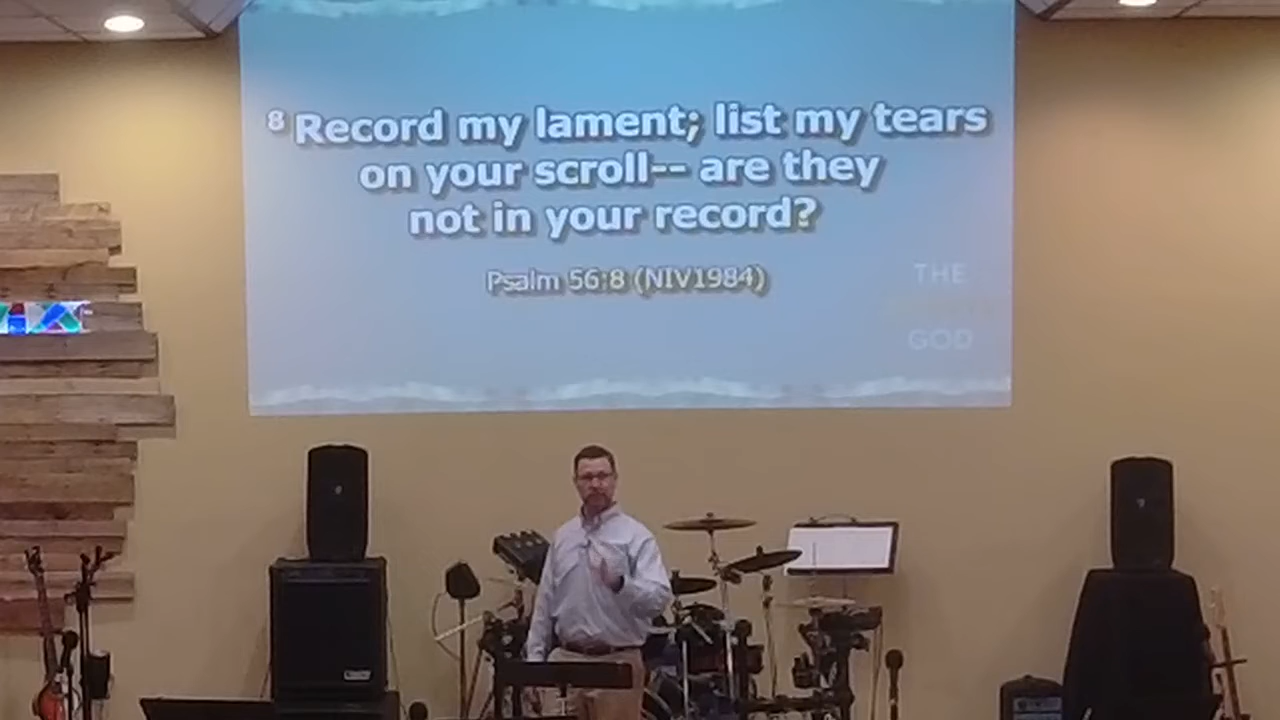 8 Record my lament; list my tears
on your scroll-- are they
not in your record?
Psalm 56:8 (NIV1984)
THE
GOD